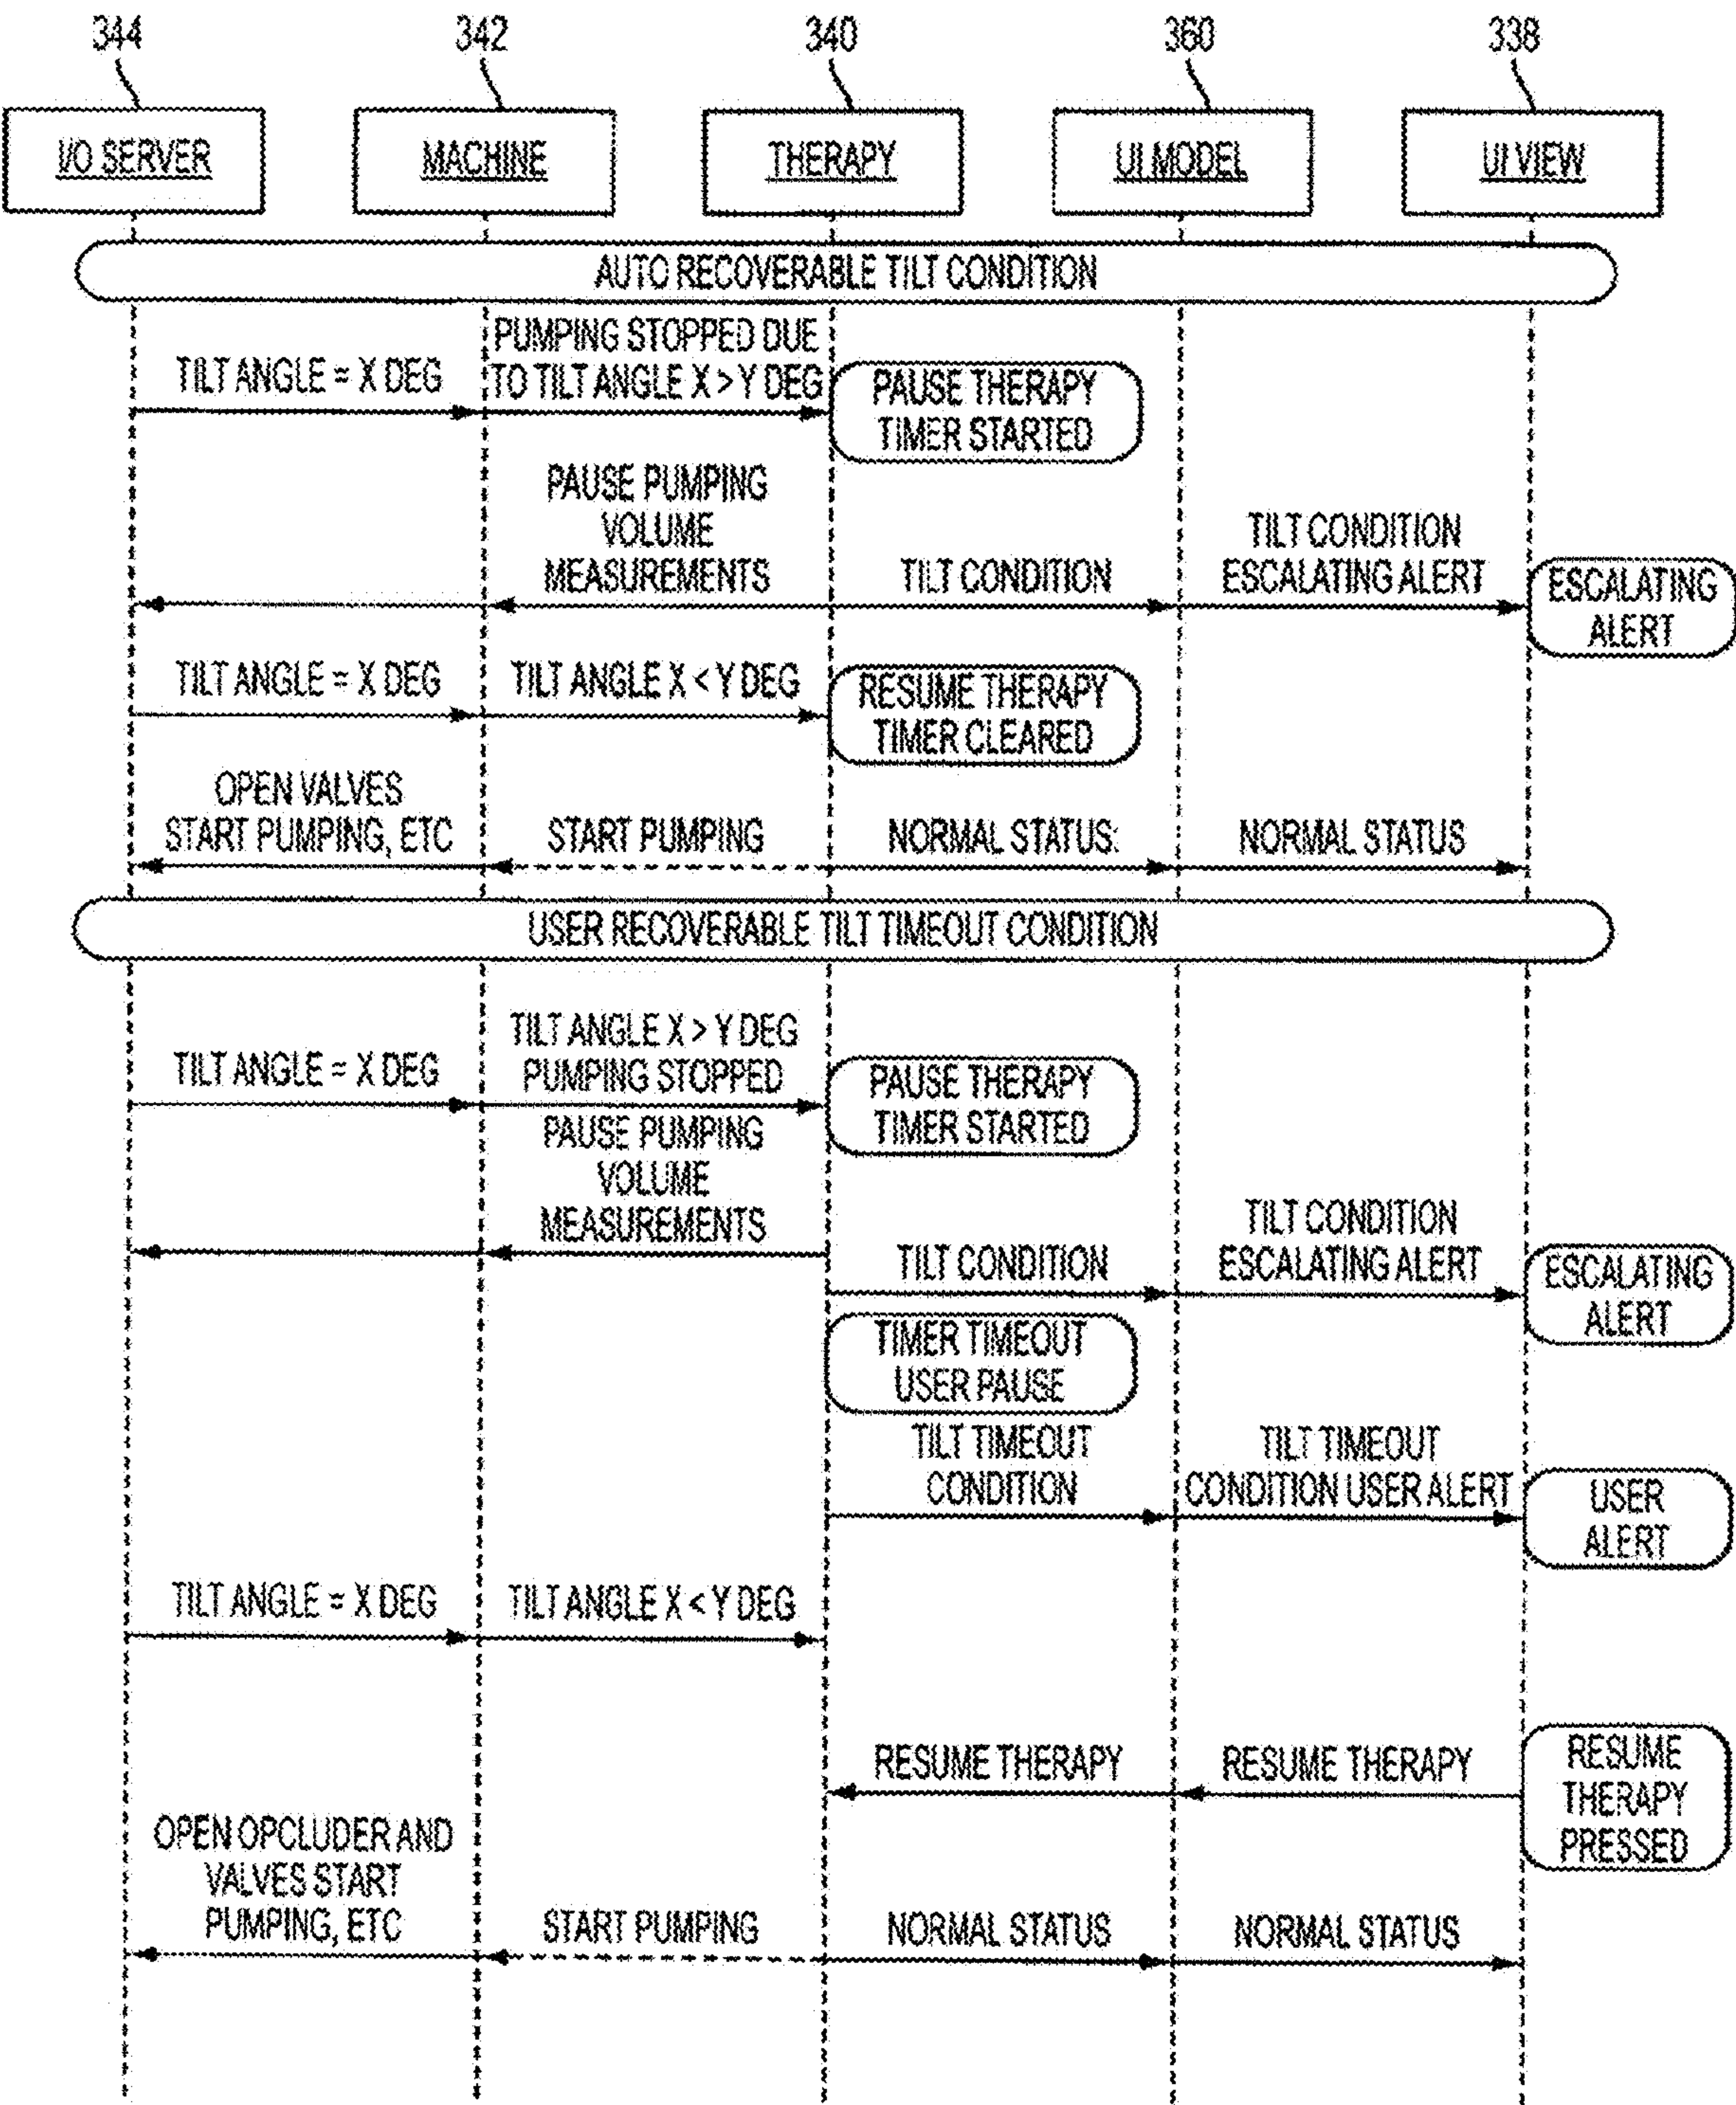 344
342
340
360
338
I/O SERVER
MACHINE
THERAPY
UI MODEL
UI VIEW
AUTO RECOVERABLE TILT CONDITION
TILT ANGLE = X DEG
PUMPING STOPPED DUE
TO TILT ANGLE X > Y DEG
PAUSE THERAPY
TIMER STARTED
PAUSE PUMPING
VOLUME
MEASUREMENTS
TILT CONDITION
TILT CONDITION
ESCALATING ALERT
ESCALATING
ALERT
TILT ANGLE = X DEG
TILT ANGLE X < Y DEG
RESUME THERAPY
TIMER CLEARED
OPEN VALVES
START PUMPING, ETC
START PUMPING
NORMAL STATUS
NORMAL STATUS
USER RECOVERABLE TILT TIMEOUT CONDITION
TILT ANGLE = X DEG
TILT ANGLE X > Y DEG
PUMPING STOPPED
PAUSE THERAPY
TIMER STARTED
PAUSE PUMPING
VOLUME
MEASUREMENTS
TILT CONDITION
TILT CONDITION
ESCALATING ALERT
ESCALATING
ALERT
TIMER TIMEOUT
USER PAUSE
TILT TIMEOUT
CONDITION
TILT TIMEOUT
CONDITION USER ALERT
USER
ALERT
TILT ANGLE = X DEG
TILT ANGLE X < Y DEG
RESUME THERAPY
RESUME THERAPY
RESUME
THERAPY
PRESSED
OPEN OPCLUDER AND
VALVES START
PUMPING, ETC
START PUMPING
NORMAL STATUS
NORMAL STATUS